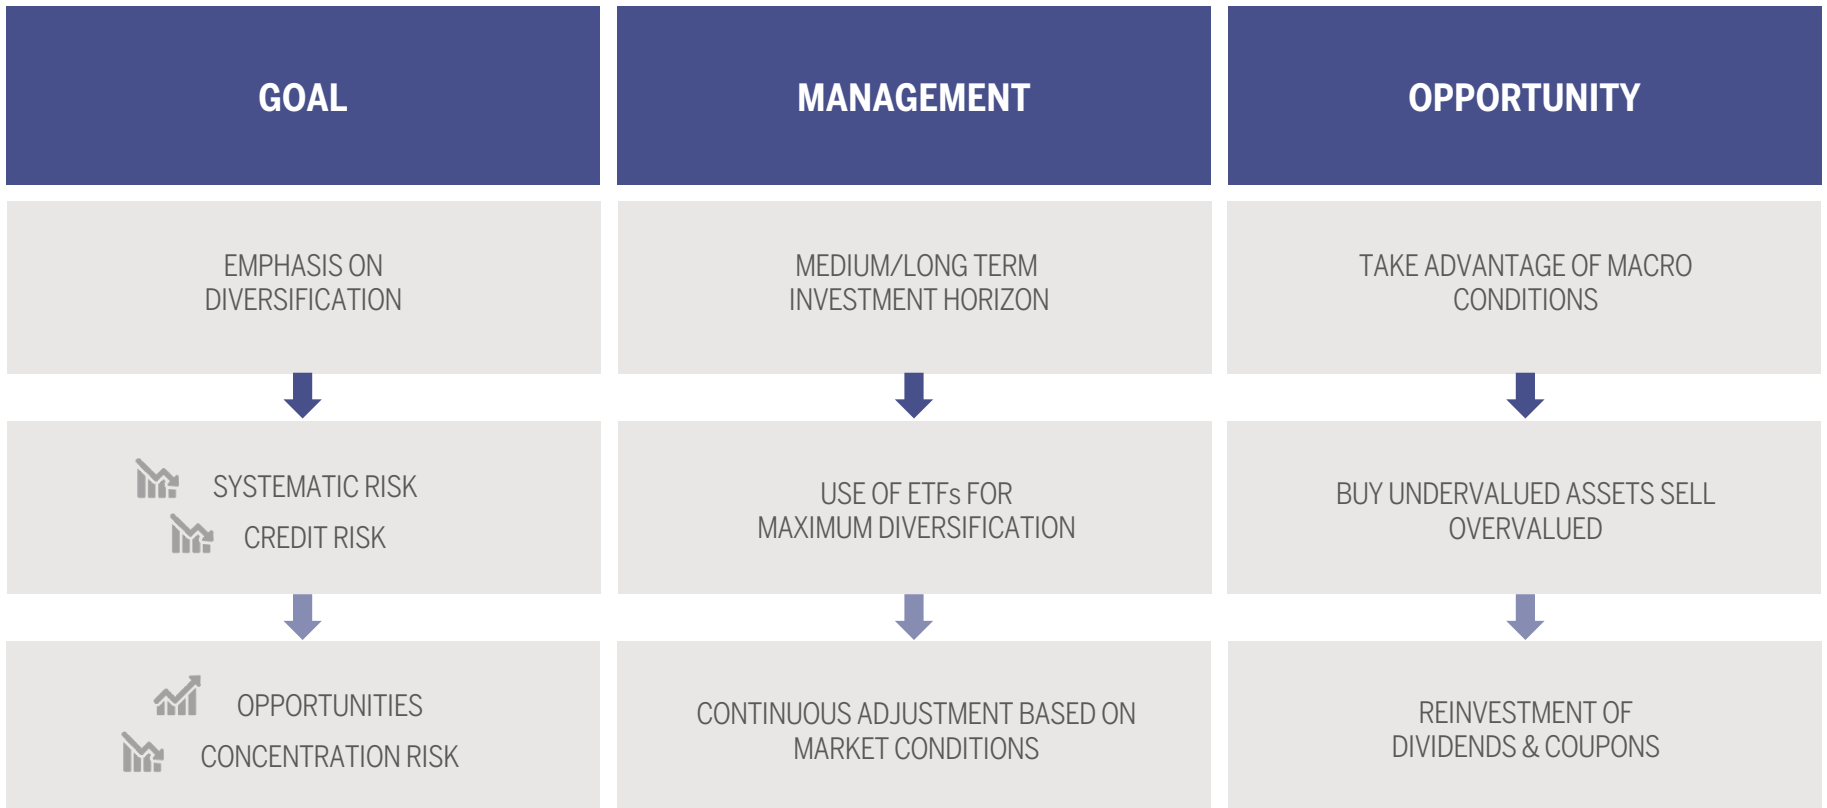 GOAL
MANAGEMENT
OPPORTUNITY
EMPHASIS ON
DIVERSIFICATION
MEDIUM/LONG TERM
INVESTMENT HORIZON
TAKE ADVANTAGE OF MACRO
CONDITIONS
SYSTEMATIC RISK
CREDIT RISK
USE OF ETFs FOR
MAXIMUM DIVERSIFICATION
BUY UNDERVALUED ASSETS SELL
OVERVALUED
OPPORTUNITIES
CONCENTRATION RISK
CONTINUOUS ADJUSTMENT BASED ON
MARKET CONDITIONS
REINVESTMENT OF
DIVIDENDS & COUPONS